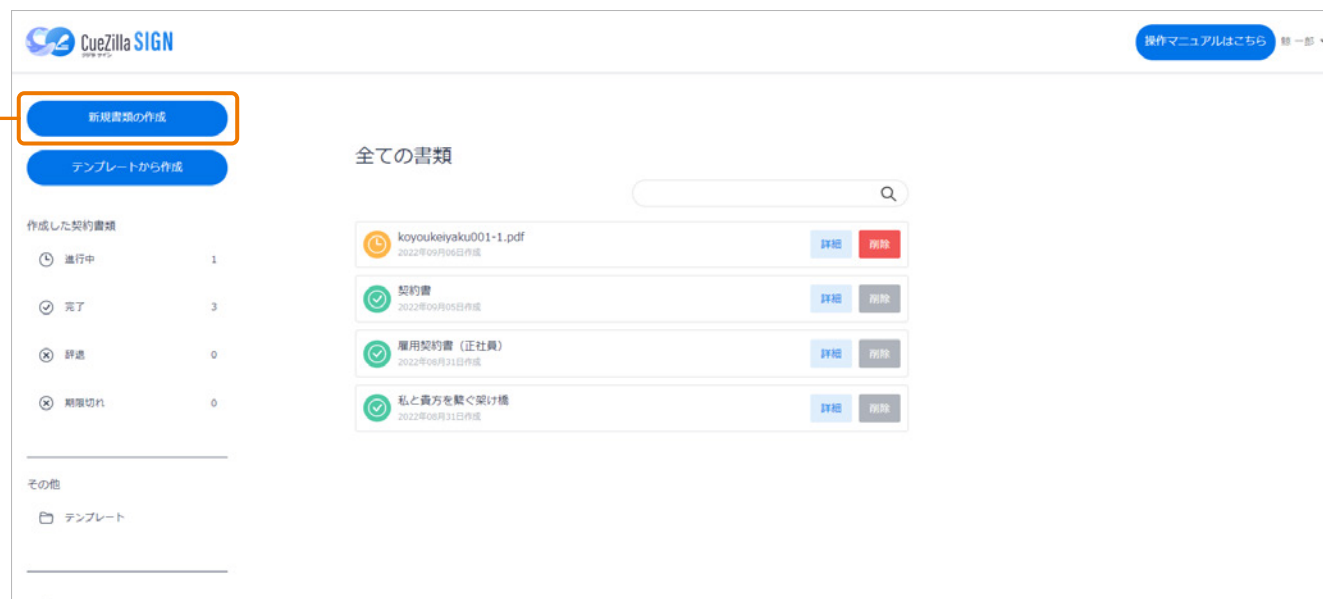 CueZilla SIGN
操作マニュアルはこちら
新規書類の作成
テンプレートから作成
作成した契約書類
進行中 1
完了 3
辞退 0
期限切れ 0
その他
テンプレート
全ての書類
koyoukeiyaku001-1.pdf
2022年09月06日作成
詳細 削除
契約書
2022年09月05日作成
詳細 削除
雇用契約書（正社員）
2022年08月31日作成
詳細 削除
私と貴方を繋ぐ架け橋
2022年08月31日作成
詳細 削除